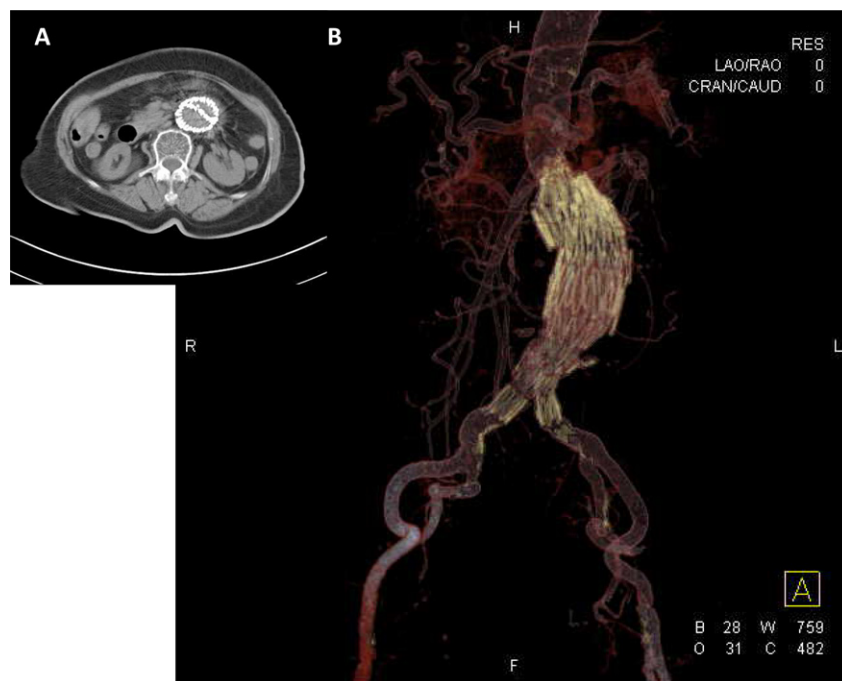 A
B
H
RES
LAO/RAO 0
CRAN/CAUD 0
R
L
L
A
B 28 W 759
O 31 C 482
F